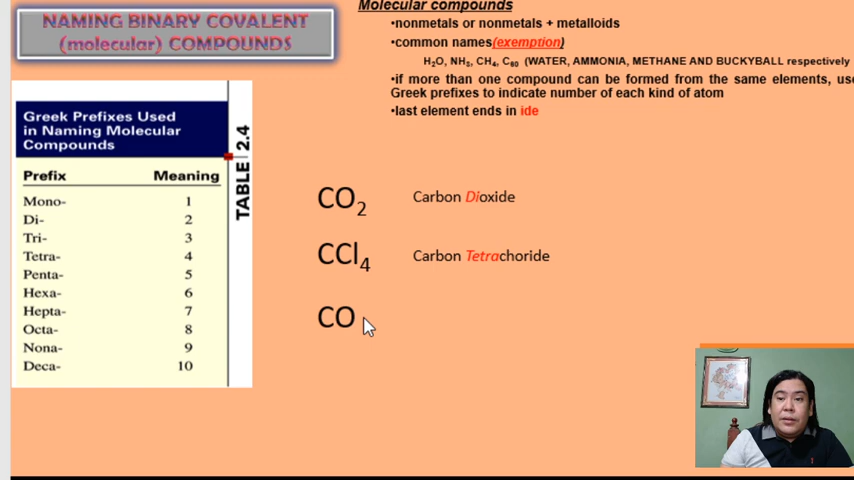 NAMING BINARY COVALENT
(molecular) COMPOUNDS
Molecular compounds
•nonmetals or nonmetals + metalloids
•common names(exemption)
H₂O, NH₃, CH₄, C₆₀ (WATER, AMMONIA, METHANE AND BUCKYBALL respectively
•if more than one compound can be formed from the same elements, use
Greek prefixes to indicate number of each kind of atom
•last element ends in ide
Greek Prefixes Used
in Naming Molecular
Compounds
TABLE 2.4
Prefix Meaning
Mono- 1
Di- 2
Tri- 3
Tetra- 4
Penta- 5
Hexa- 6
Hepta- 7
Octa- 8
Nona- 9
Deca- 10
CO₂ Carbon Dioxide
CCl₄ Carbon Tetrachoride
CO